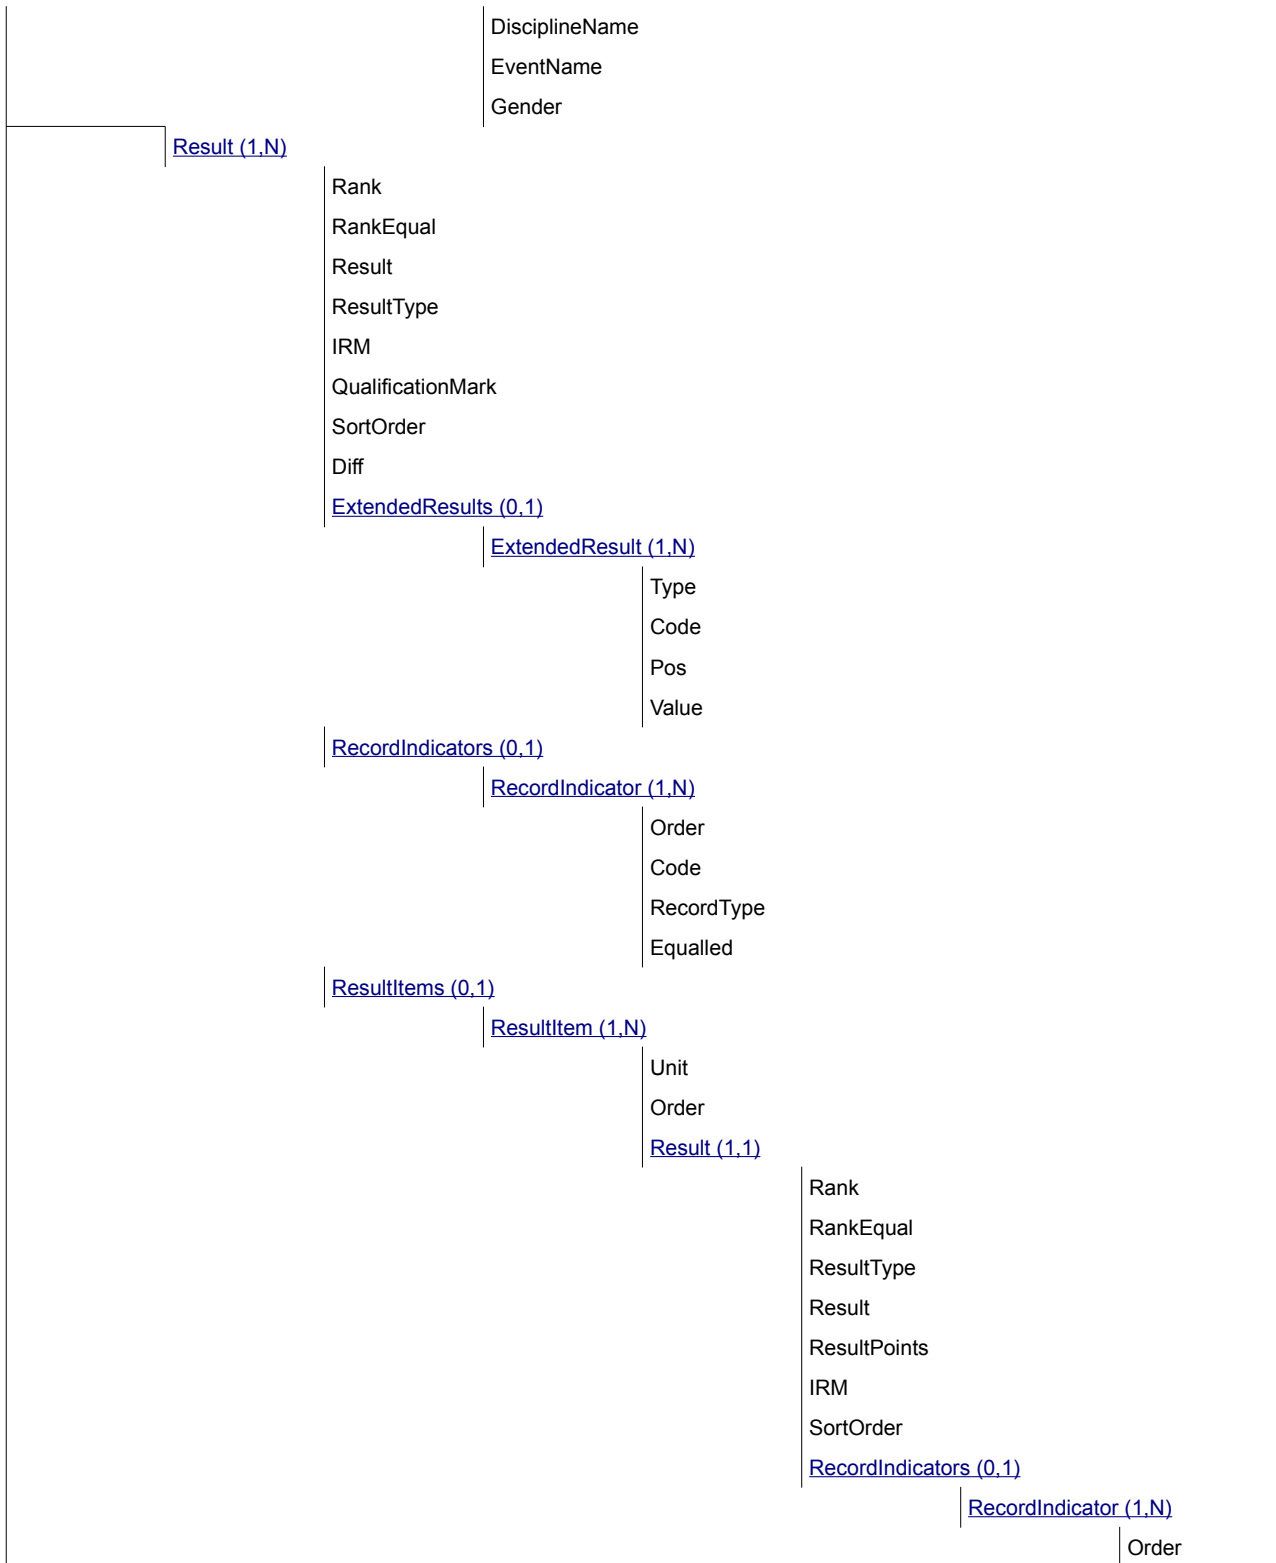 DisciplineName
EventName
Gender
Result (1,N)
Rank
RankEqual
Result
ResultType
IRM
QualificationMark
SortOrder
Diff
ExtendedResults (0,1)
ExtendedResult (1,N)
Type
Code
Pos
Value
RecordIndicators (0,1)
RecordIndicator (1,N)
Order
Code
RecordType
Equalled
ResultItems (0,1)
ResultItem (1,N)
Unit
Order
Result (1,1)
Rank
RankEqual
ResultType
Result
ResultPoints
IRM
SortOrder
RecordIndicators (0,1)
RecordIndicator (1,N)
Order